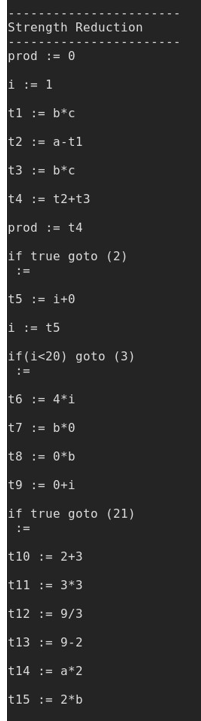 -----------------------
Strength Reduction
-----------------------
prod := 0
i := 1
t1 := b*c
t2 := a-t1
t3 := b*c
t4 := t2+t3
prod := t4
if true goto (2)
 :=
t5 := i+0
i := t5
if(i<20) goto (3)
 :=
t6 := 4*i
t7 := b*0
t8 := 0*b
t9 := 0+i
if true goto (21)
 :=
t10 := 2+3
t11 := 3*3
t12 := 9/3
t13 := 9-2
t14 := a*2
t15 := 2*b